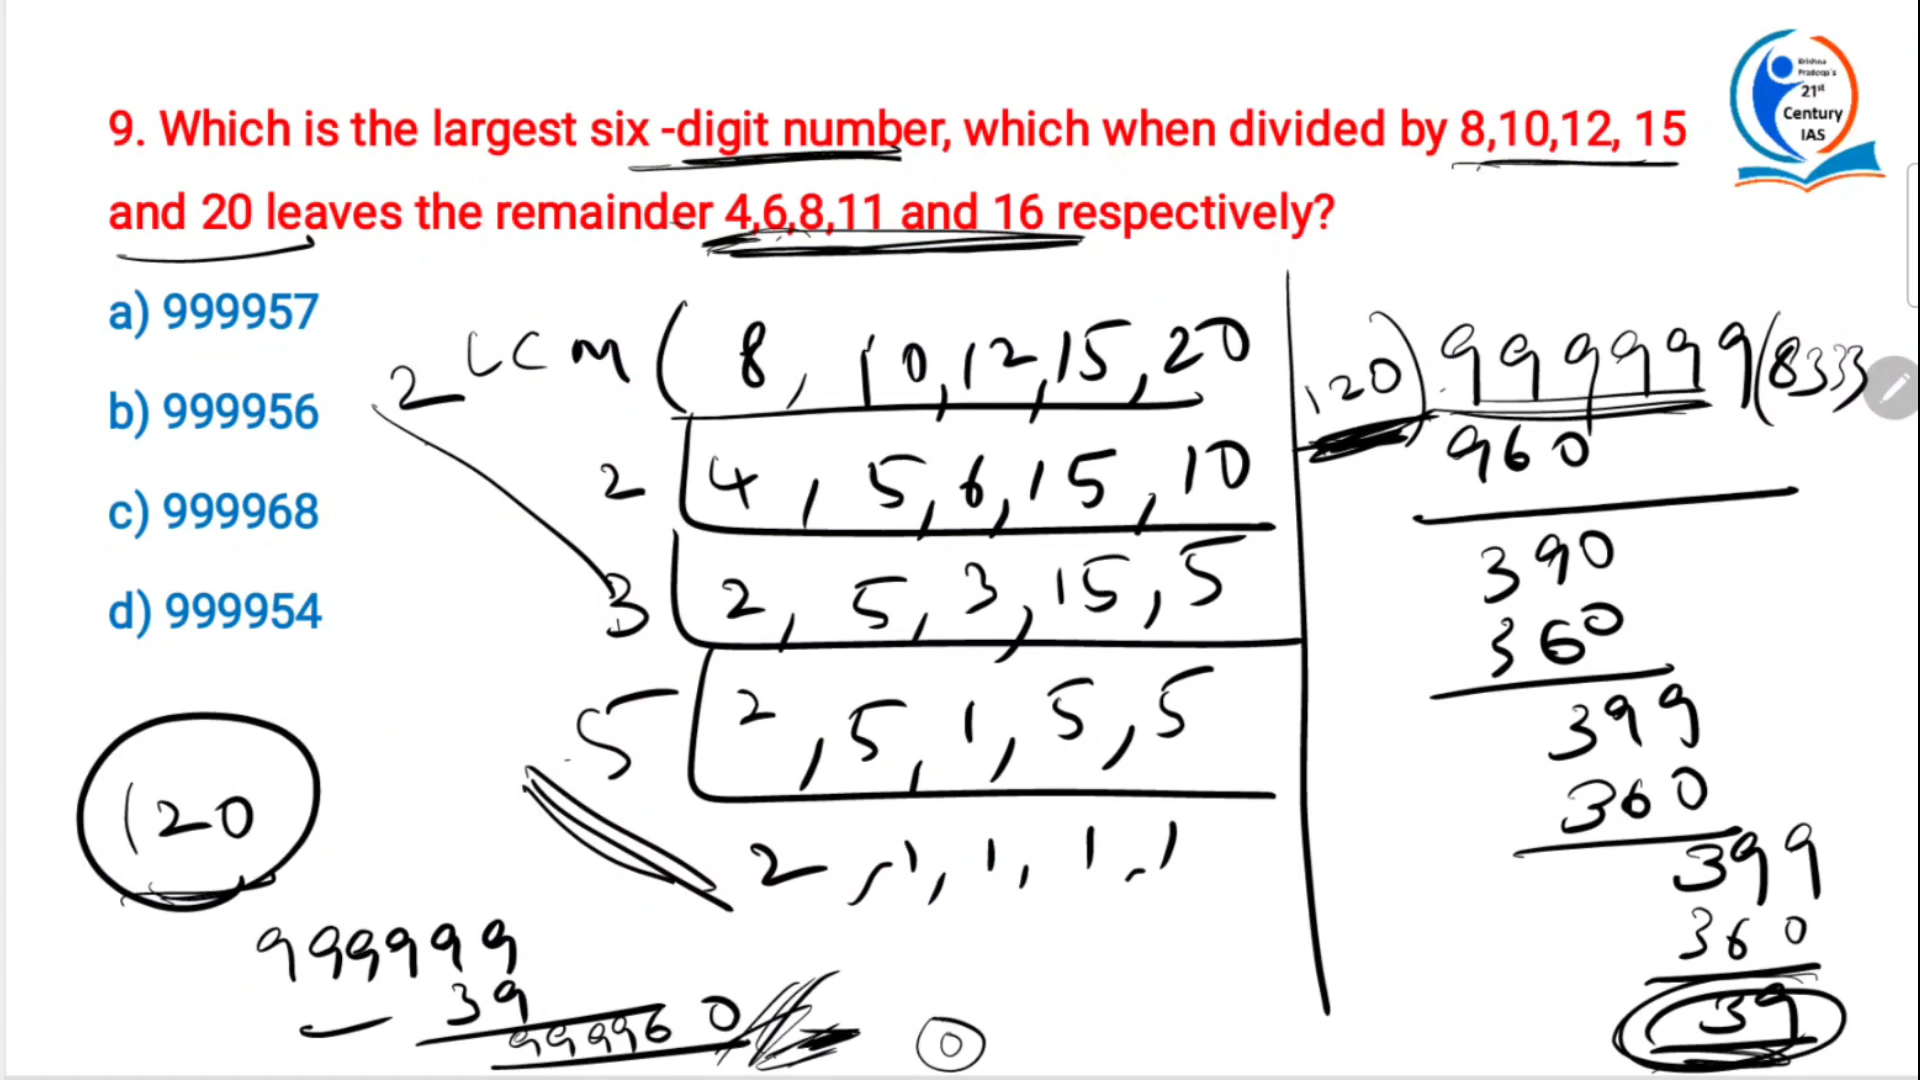 Krishna
Pradeep's
21st
Century
IAS
9. Which is the largest six -digit number, which when divided by 8,10,12, 15
and 20 leaves the remainder 4,6,8,11 and 16 respectively?
a) 999957
b) 999956
c) 999968
d) 999954
LCM ( 8, 10, 12, 15, 20
2
2 4, 5, 6, 15, 10
3 2, 5, 3, 15, 5
5 2, 5, 1, 5, 5
2, 1, 1, 1, 1
120
999999
- 39
999960
0
120) 999999 (8333
960
390
360
399
360
399
360
39